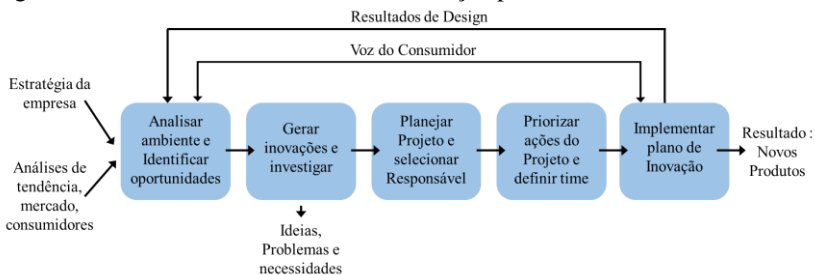 Resultados de Design
Voz do Consumidor
Estratégia da
empresa
Análises de
tendência,
mercado,
consumidores
Analisar
ambiente e
Identificar
oportunidades
Gerar
inovações e
investigar
Ideias,
Problemas e
necessidades
Planejar
Projeto e
selecionar
Responsável
Priorizar
ações do
Projeto e
definir time
Implementar
plano de
Inovação
Resultado :
Novos
Produtos